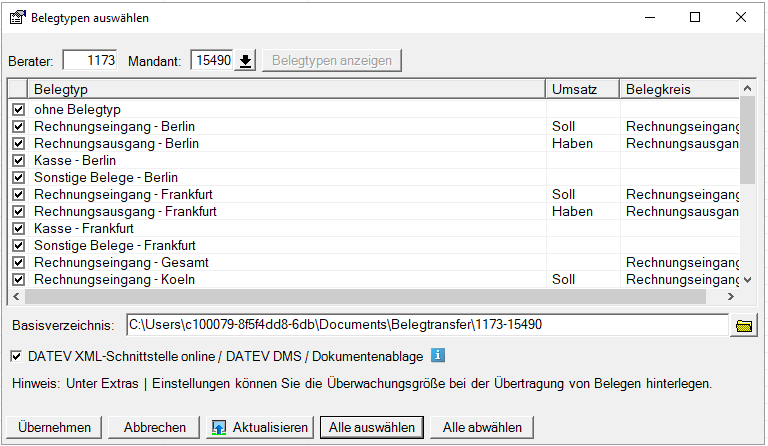 Belegtypen auswählen
Berater: 1173 Mandant: 15490 Belegtypen anzeigen
Belegtyp Umsatz Belegkreis
ohne Belegtyp
Rechnungseingang - Berlin Soll Rechnungseingang
Rechnungsausgang - Berlin Haben Rechnungsausgan
Kasse - Berlin
Sonstige Belege - Berlin
Rechnungseingang - Frankfurt Soll Rechnungseingang
Rechnungsausgang - Frankfurt Haben Rechnungsausgan
Kasse - Frankfurt
Sonstige Belege - Frankfurt
Rechnungseingang - Gesamt Rechnungseingang
Rechnungseingang - Koeln Soll Rechnungseingang
Basisverzeichnis: C:\Users\c100079-8f5f4dd8-6db\Documents\Belegtransfer\1173-15490
DATEV XML-Schnittstelle online / DATEV DMS / Dokumentenablage i
Hinweis: Unter Extras | Einstellungen können Sie die Überwachungsgröße bei der Übertragung von Belegen hinterlegen.
Übernehmen Abbrechen Aktualisieren Alle auswählen Alle abwählen